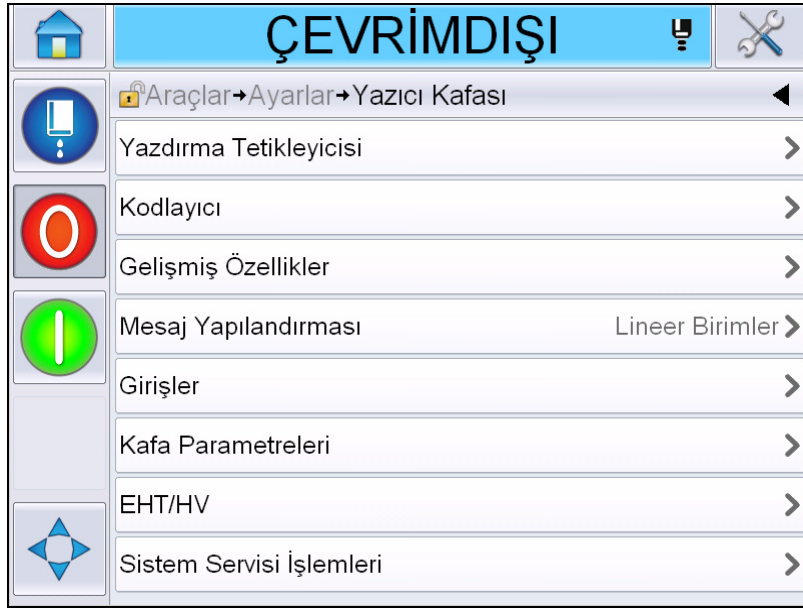 ÇEVRİMDIŞI
Araçlar→Ayarlar→Yazıcı Kafası
Yazdırma Tetikleyicisi
Kodlayıcı
Gelişmiş Özellikler
Mesaj Yapılandırması Lineer Birimler
Girişler
Kafa Parametreleri
EHT/HV
Sistem Servisi İşlemleri